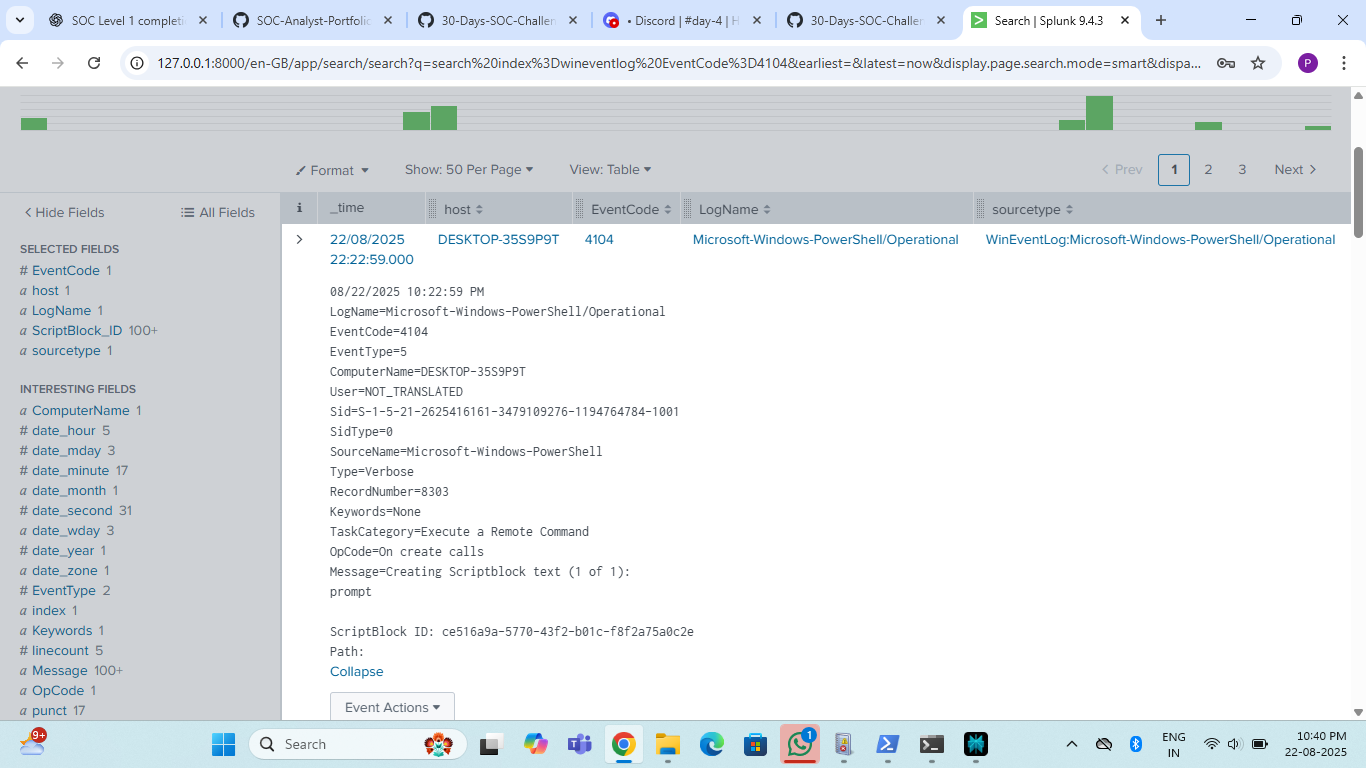 SOC Level 1 completi
SOC-Analyst-Portfolio
30-Days-SOC-Challen
• Discord | #day-4 | H
30-Days-SOC-Challen
Search | Splunk 9.4.3
127.0.0.1:8000/en-GB/app/search/search?q=search%20index%3Dwineventlog%20EventCode%3D4104&earliest=&latest=now&display.page.search.mode=smart&dispa...
P
Format
Show: 50 Per Page
View: Table
Prev 1 2 3 Next
Hide Fields
All Fields
i _time host EventCode LogName sourcetype
SELECTED FIELDS
# EventCode 1
a host 1
a LogName 1
a ScriptBlock_ID 100+
a sourcetype 1
INTERESTING FIELDS
a ComputerName 1
# date_hour 5
# date_mday 3
# date_minute 17
a date_month 1
# date_second 31
a date_wday 3
# date_year 1
a date_zone 1
# EventType 2
a index 1
a Keywords 1
# linecount 5
a Message 100+
a OpCode 1
a punct 17
22/08/2025 DESKTOP-35S9P9T 4104 Microsoft-Windows-PowerShell/Operational WinEventLog:Microsoft-Windows-PowerShell/Operational
22:22:59.000
08/22/2025 10:22:59 PM
LogName=Microsoft-Windows-PowerShell/Operational
EventCode=4104
EventType=5
ComputerName=DESKTOP-35S9P9T
User=NOT_TRANSLATED
Sid=S-1-5-21-2625416161-3479109276-1194764784-1001
SidType=0
SourceName=Microsoft-Windows-PowerShell
Type=Verbose
RecordNumber=8303
Keywords=None
TaskCategory=Execute a Remote Command
OpCode=On create calls
Message=Creating Scriptblock text (1 of 1):
prompt
ScriptBlock ID: ce516a9a-5770-43f2-b01c-f8f2a75a0c2e
Path:
Collapse
Event Actions
9+
Search
1
ENG
IN
10:40 PM
22-08-2025